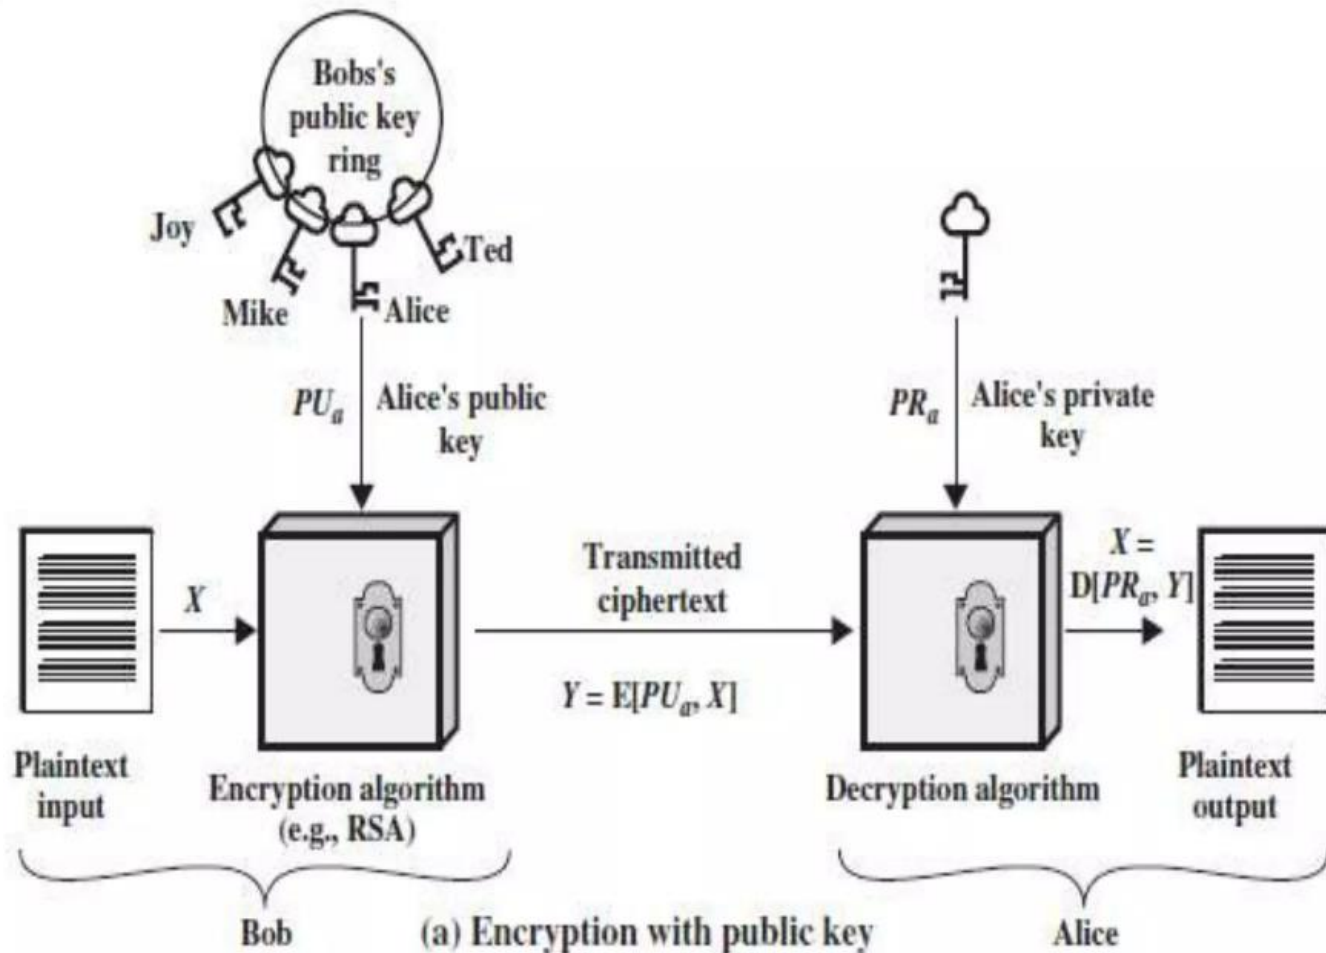 Bobs's
public key
ring
Joy
Ted
Mike
Alice
PUa
Alice's public
key
PRa
Alice's private
key
X
Transmitted
ciphertext
X =
D[PRa, Y]
Y = E[PUa, X]
Plaintext
input
Encryption algorithm
(e.g., RSA)
Decryption algorithm
Plaintext
output
Bob
(a) Encryption with public key
Alice